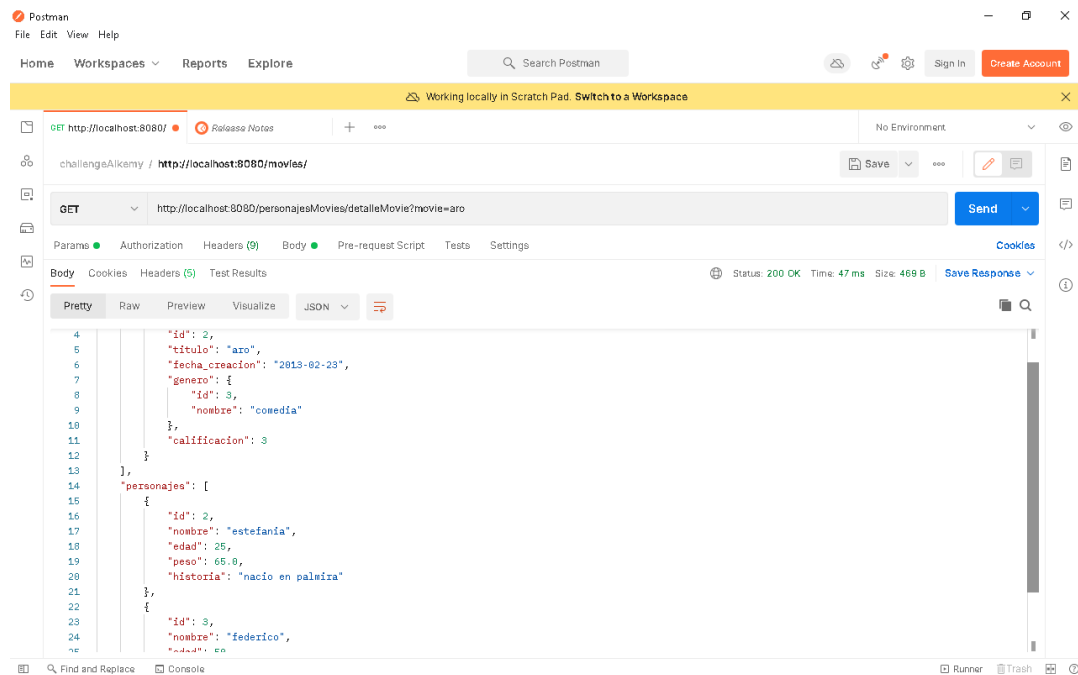 Postman
File Edit View Help
Home Workspaces Reports Explore Search Postman Sign In Create Account
Working locally in Scratch Pad. Switch to a Workspace
GET http://localhost:8080/ Release Notes No Environment
challengeAlkemy / http://localhost:8080/movies/ Save
GET http://localhost:8080/personajesMovies/detalleMovie?movie=aro Send
Params Authorization Headers (9) Body Pre-request Script Tests Settings Cookies
Body Cookies Headers (5) Test Results Status: 200 OK Time: 47 ms Size: 469 B Save Response
Pretty Raw Preview Visualize JSON
4 "id": 2,
5 "titulo": "aro",
6 "fecha_creacion": "2013-02-23",
7 "genero": {
8 "id": 3,
9 "nombre": "comedia"
10 },
11 "calificacion": 3
12 }
13 ],
14 "personajes": [
15 {
16 "id": 2,
17 "nombre": "estefania",
18 "edad": 25,
19 "peso": 65.0,
20 "historia": "nacio en palmira"
21 },
22 {
23 "id": 3,
24 "nombre": "federico",
25 "edad": 50
Find and Replace Console Runner Trash